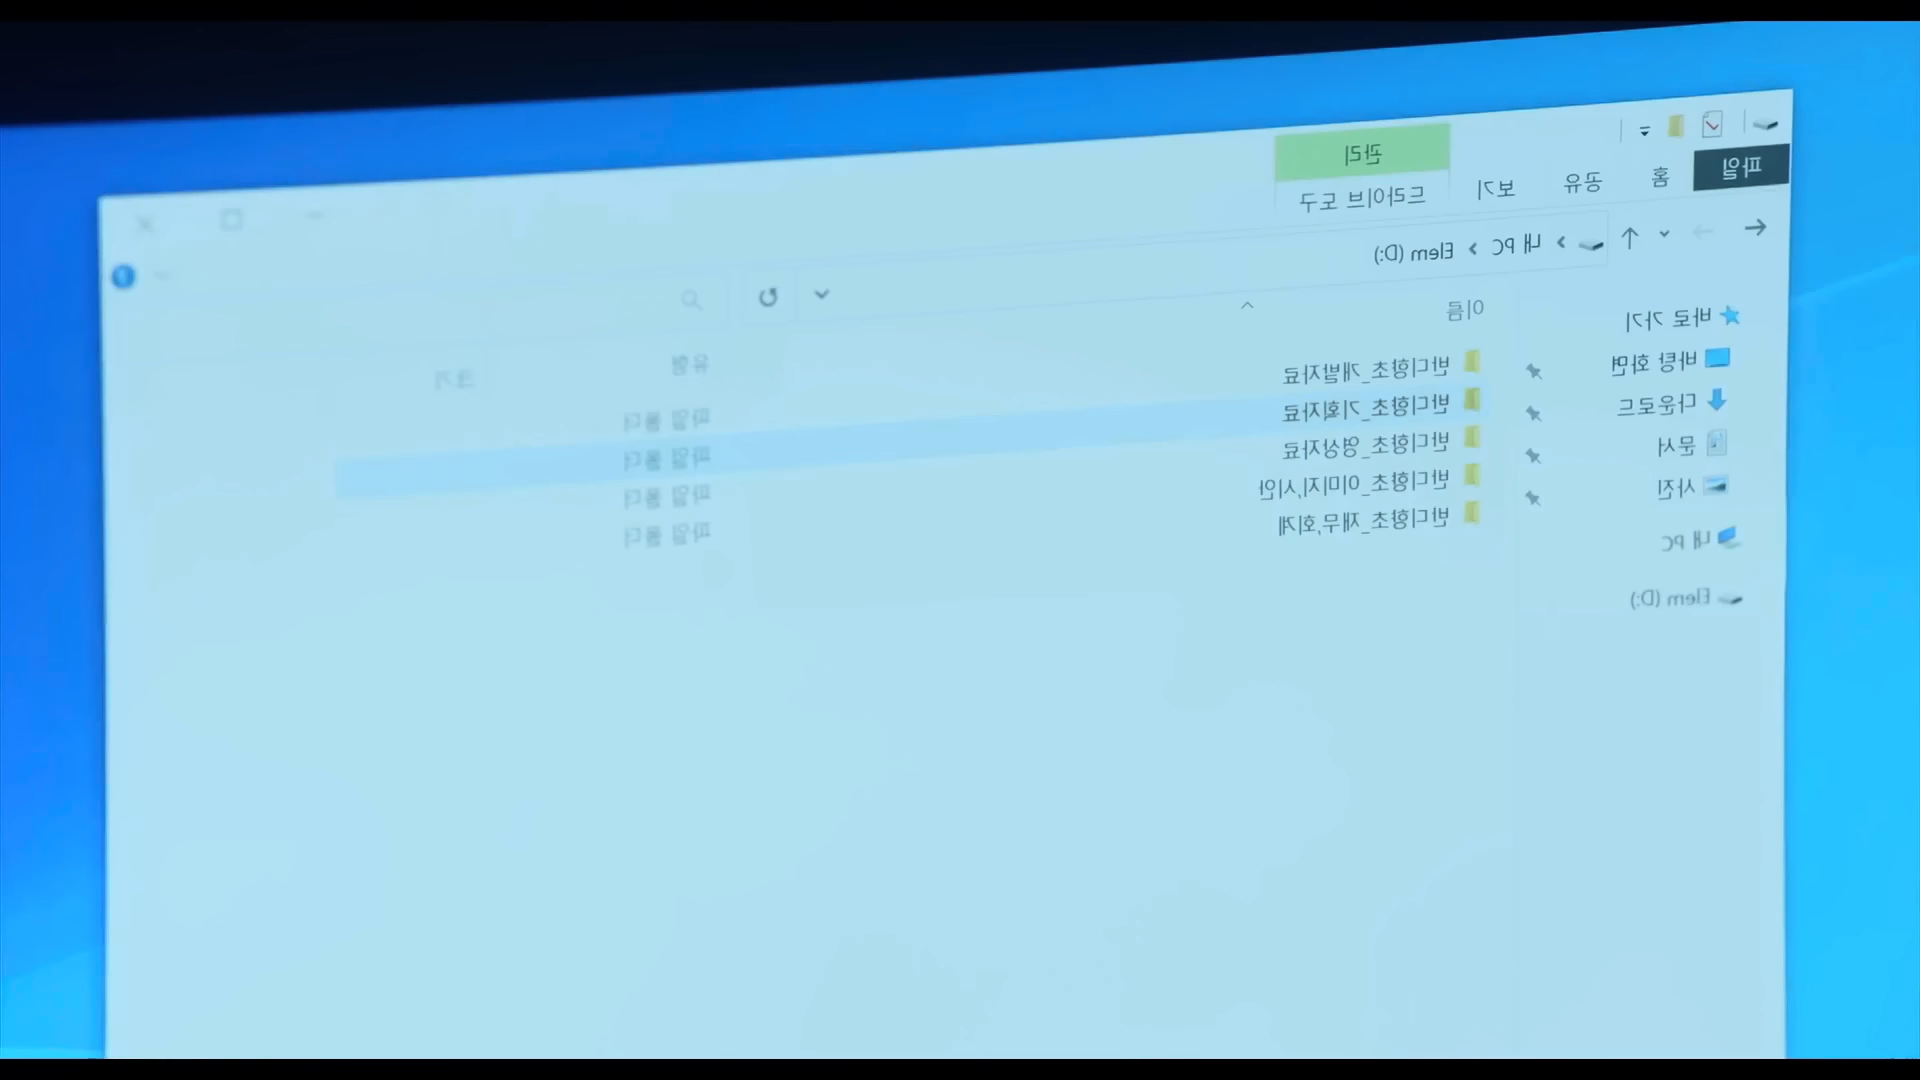 관리
파일 홈 공유 보기 드라이브 도구
내 PC › Elem (D:)
이름 유형 크기
바로 가기
바탕 화면
다운로드
문서
사진
내 PC
Elem (D:)
반디향초_개발자료
반디향초_기획자료 파일 폴더
반디향초_영상자료 파일 폴더
반디향초_이미지,시안 파일 폴더
반디향초_재무,회계 파일 폴더